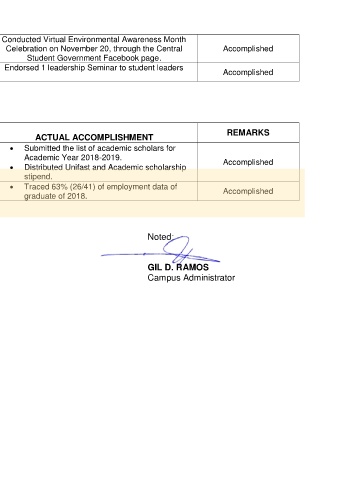 Conducted Virtual Environmental Awareness Month
Celebration on November 20, through the Central
Student Government Facebook page.
Accomplished
Endorsed 1 leadership Seminar to student leaders
Accomplished
ACTUAL ACCOMPLISHMENT
REMARKS
• Submitted the list of academic scholars for
Academic Year 2018-2019.
• Distributed Unifast and Academic scholarship
stipend.
Accomplished
• Traced 63% (26/41) of employment data of
graduate of 2018.
Accomplished
Noted:
GIL D. RAMOS
Campus Administrator